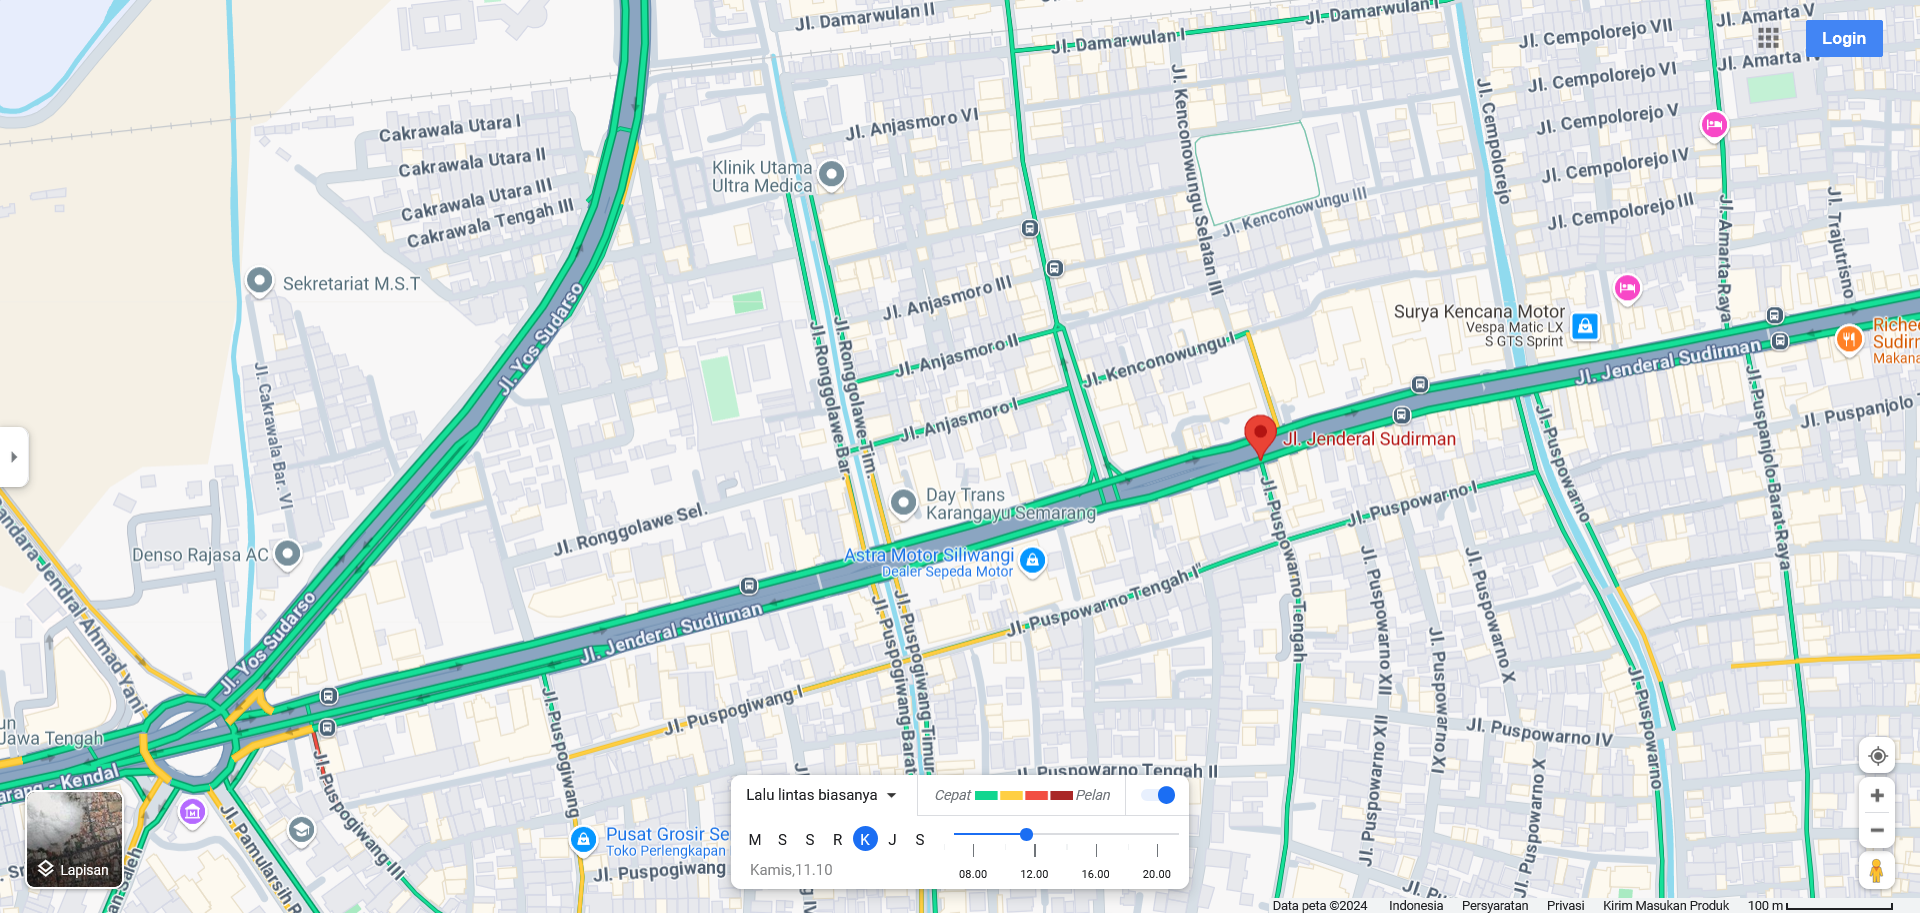 Jl. Damarwulan II
Jl. Damarwulan I
Jl. Damarwulan I
Jl. Amarta V
Login
Jl. Cempolorejo VII
Jl. Amarta IV
Jl. Cempolorejo VI
Jl. Cempolorejo V
Jl. Cempolorejo IV
Jl. Cempolorejo III
Jl. Cempolorejo
Jl. Kenconowungu Selatan III
Jl. Kenconowungu III
Jl. Anjasmoro VI
Cakrawala Utara I
Cakrawala Utara II
Cakrawala Utara III
Cakrawala Tengah III
Klinik Utama
Ultra Medica
Jl. Amarta Raya
Jl. Trajutrisno
Sekretariat M.S.T
Jl. Yos Sudarso
Jl. Anjasmoro III
Jl. Anjasmoro II
Jl. Anjasmoro I
Jl. Kenconowungu I
Surya Kencana Motor
Vespa Matic LX
S GTS Sprint
Jl. Jenderal Sudirman
Jl. Ronggolawe Bar.
Jl. Ronggolawe Tim.
Jl. Cakrawala Bar. VI
Jl. Puspanjolo
Jl. Puspanjolo Barat Raya
Jl. Jenderal Sudirman
Jl. Puspowarno
Day Trans
Karangayu Semarang
Jl. Puspowarno I
Jl. Ronggolawe Sel.
Denso Rajasa AC
Astra Motor Siliwangi
Dealer Sepeda Motor
Jl. Puspowarno Tengah I
Jl. Puspowarno Tengah
Jl. Puspowarno XIII
Jl. Puspowarno X
Jl. Puspowarno XI
Jl. Jenderal Sudirman
Jl. Yos Sudarso
Jendral Ahmad Yani
Jl. Puspogiwang I
Jl. Puspogiwang Barat
Jl. Puspogiwang Timur
Jl. Puspogiwang
Jl. Puspowarno
Jl. Puspowarno IV
Jawa Tengah
Kendal
Jl. Puspogiwang III
Jl. Puspowarno Tengah II
Jl. Puspowarno XII
Jl. Puspowarno X
Lalu lintas biasanya
Cepat
Pelan
M S S R K J S
Kamis,11.10
08.00 12.00 16.00 20.00
Pusat Grosir Se
Toko Perlengkapan
Jl. Puspogiwang
Lapisan
Data peta ©2024 Indonesia Persyaratan Privasi Kirim Masukan Produk 100 m